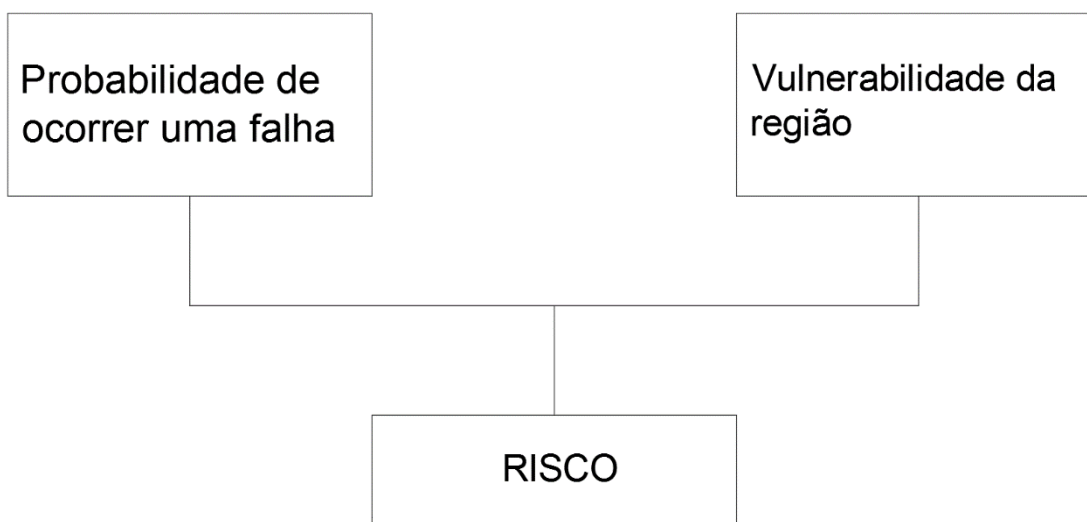 Probabilidade de
ocorrer uma falha
Vulnerabilidade da
região
RISCO